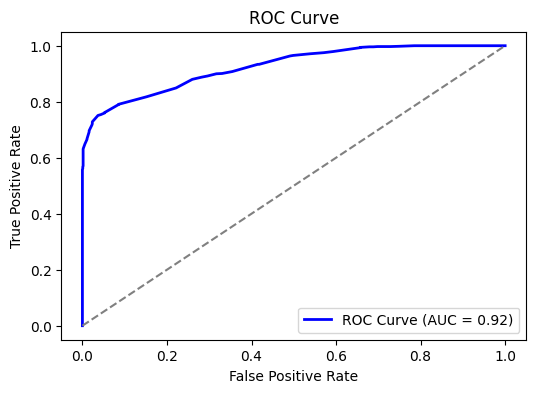 ROC Curve
True Positive Rate
1.0
0.8
0.6
0.4
0.2
0.0
ROC Curve (AUC = 0.92)
0.0 0.2 0.4 0.6 0.8 1.0
False Positive Rate